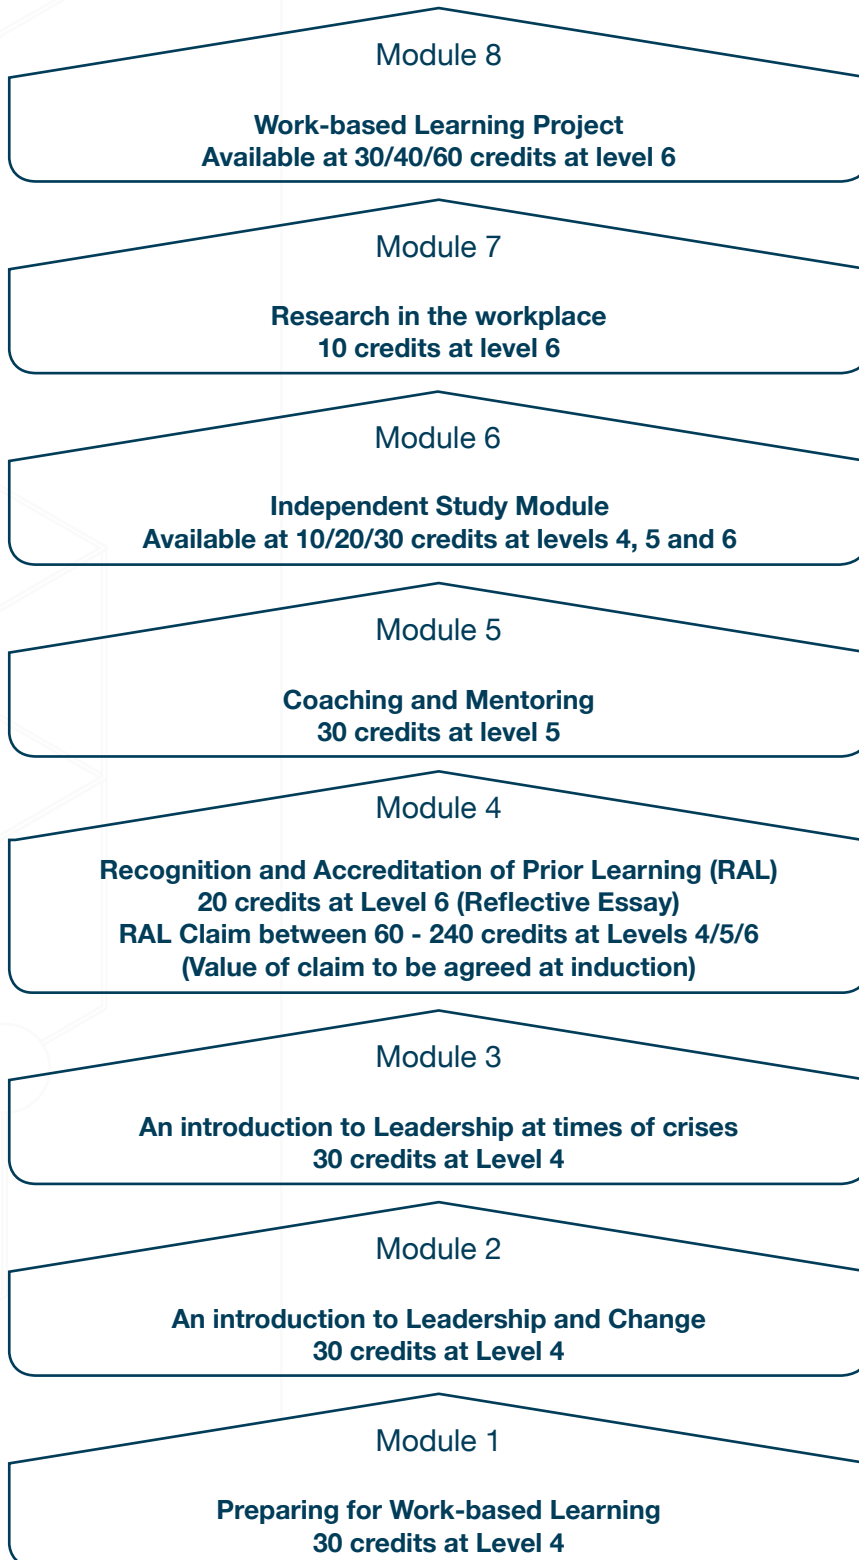 Module 8
Work-based Learning Project
Available at 30/40/60 credits at level 6
Module 7
Research in the workplace
10 credits at level 6
Module 6
Independent Study Module
Available at 10/20/30 credits at levels 4, 5 and 6
Module 5
Coaching and Mentoring
30 credits at level 5
Module 4
Recognition and Accreditation of Prior Learning (RAL)
20 credits at Level 6 (Reflective Essay)
RAL Claim between 60 - 240 credits at Levels 4/5/6
(Value of claim to be agreed at induction)
Module 3
An introduction to Leadership at times of crises
30 credits at Level 4
Module 2
An introduction to Leadership and Change
30 credits at Level 4
Module 1
Preparing for Work-based Learning
30 credits at Level 4